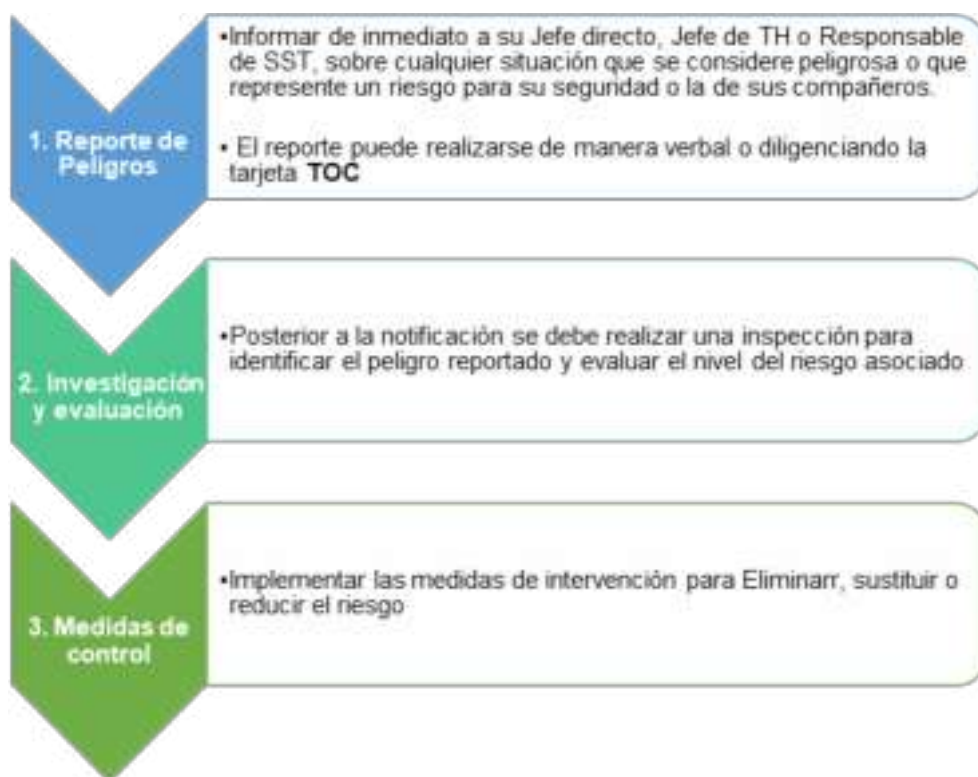 1. Reporte de
Peligros
•Informar de inmediato a su Jefe directo, Jefe de TH o Responsable
de SST, sobre cualquier situación que se considere peligrosa o que
represente un riesgo para su seguridad o la de sus compañeros.
• El reporte puede realizarse de manera verbal o diligenciando la
tarjeta TOC
2. Investigación
y evaluación
•Posterior a la notificación se debe realizar una inspección para
identificar el peligro reportado y evaluar el nivel del riesgo asociado
3. Medidas de
control
•Implementar las medidas de intervención para Eliminarr, sustituir o
reducir el riesgo